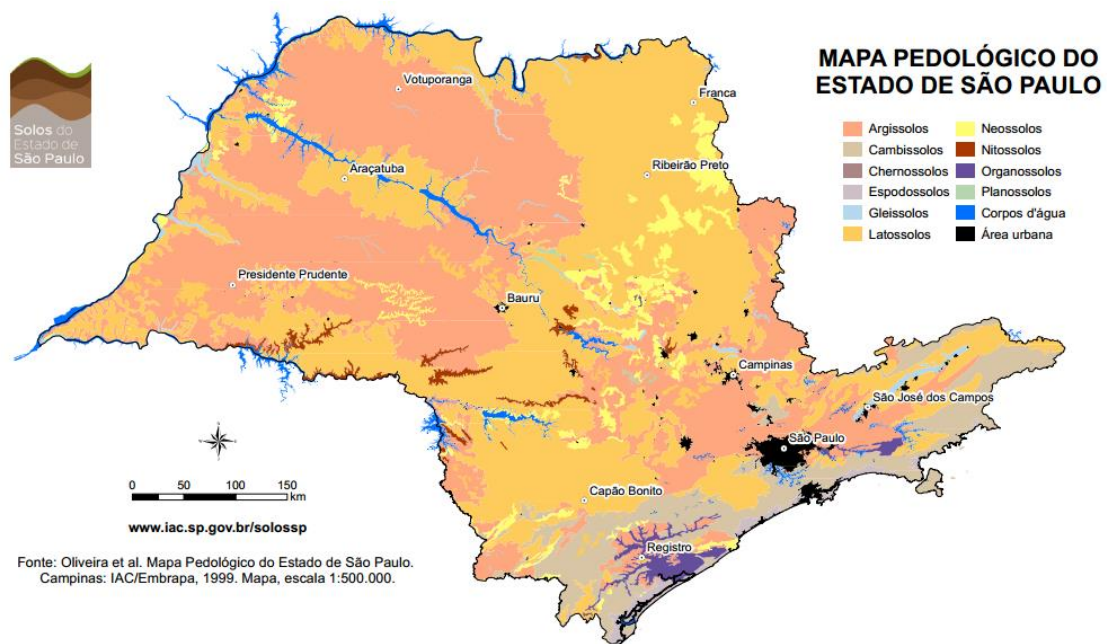 MAPA PEDOLÓGICO DO
ESTADO DE SÃO PAULO
Solos do
Estado de
São Paulo
Argissolos
Cambissolos
Chernossolos
Espodossolos
Gleissolos
Latossolos
Neossolos
Nitossolos
Organossolos
Planossolos
Corpos d'água
Área urbana
Votuporanga
Franca
Ribeirão Preto
Araçatuba
Presidente Prudente
Bauru
Campinas
São José dos Campos
São Paulo
Capão Bonito
Registro
0 50 100 150
km
www.iac.sp.gov.br/solossp
Fonte: Oliveira et al. Mapa Pedológico do Estado de São Paulo.
Campinas: IAC/Embrapa, 1999. Mapa, escala 1:500.000.